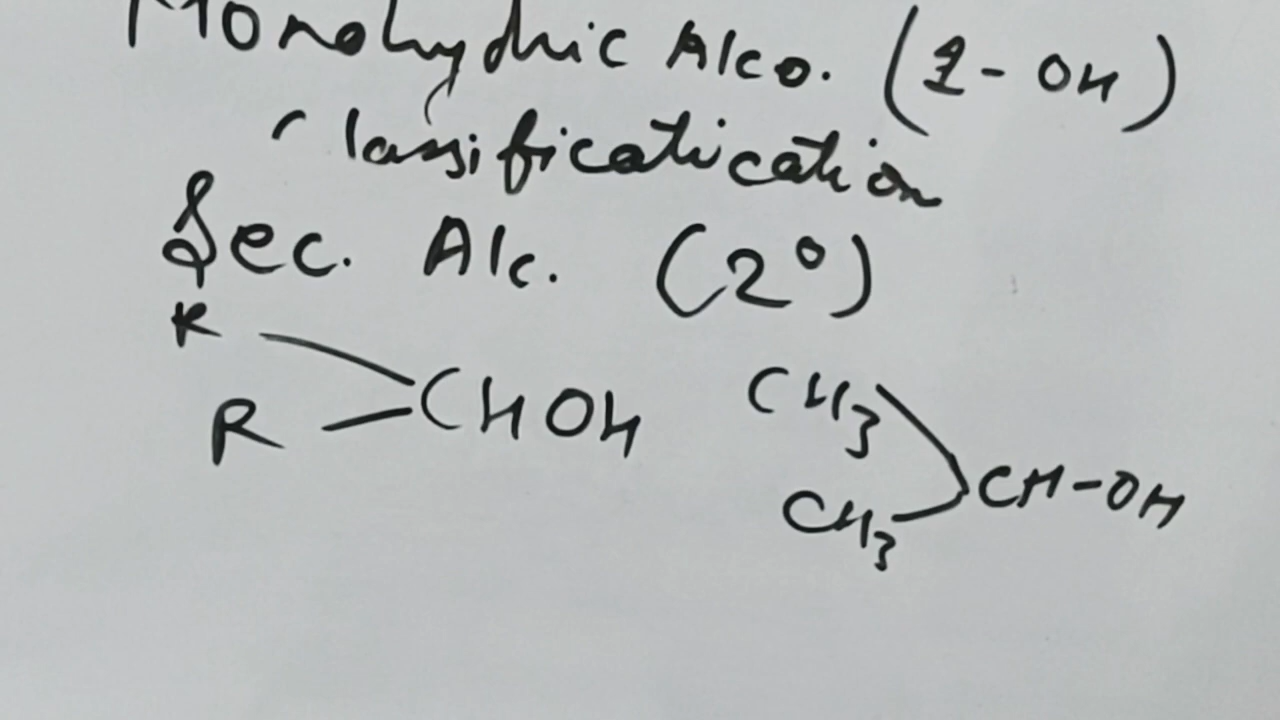 Monohydric Alco. (1-OH)
Classificatication
Sec. Alc. (2°)
R
R CHOH
CH3
CH3 CH-OH